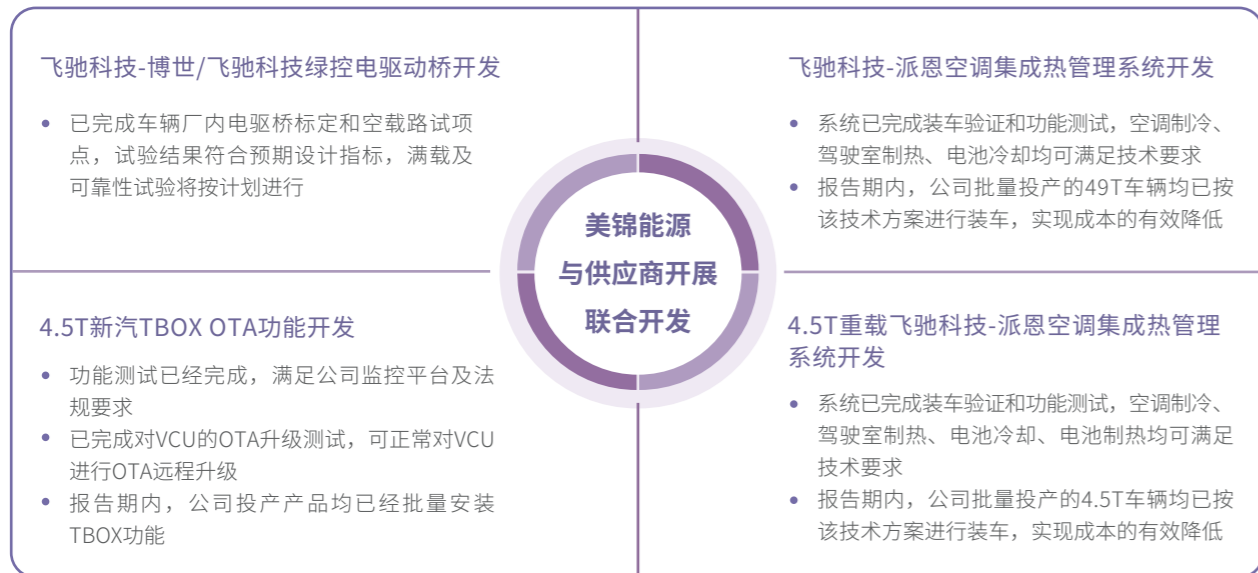 飞驰科技-博世/飞驰科技绿控电驱动桥开发
• 已完成车辆厂内电驱桥标定和空载路试项
点，试验结果符合预期设计指标，满载及
可靠性试验将按计划进行
飞驰科技-派恩空调集成热管理系统开发
• 系统已完成装车验证和功能测试，空调制冷、
驾驶室制热、电池冷却均可满足技术要求
• 报告期内，公司批量投产的49T车辆均已按
该技术方案进行装车，实现成本的有效降低
美锦能源
与供应商开展
联合开发
4.5T新汽TBOX OTA功能开发
• 功能测试已经完成，满足公司监控平台及法
规要求
• 已完成对VCU的OTA升级测试，可正常对VCU
进行OTA远程升级
• 报告期内，公司投产产品均已经批量安装
TBOX功能
4.5T重载飞驰科技-派恩空调集成热管理
系统开发
• 系统已完成装车验证和功能测试，空调制冷、
驾驶室制热、电池冷却、电池制热均可满足
技术要求
• 报告期内，公司批量投产的4.5T车辆均已按
该技术方案进行装车，实现成本的有效降低